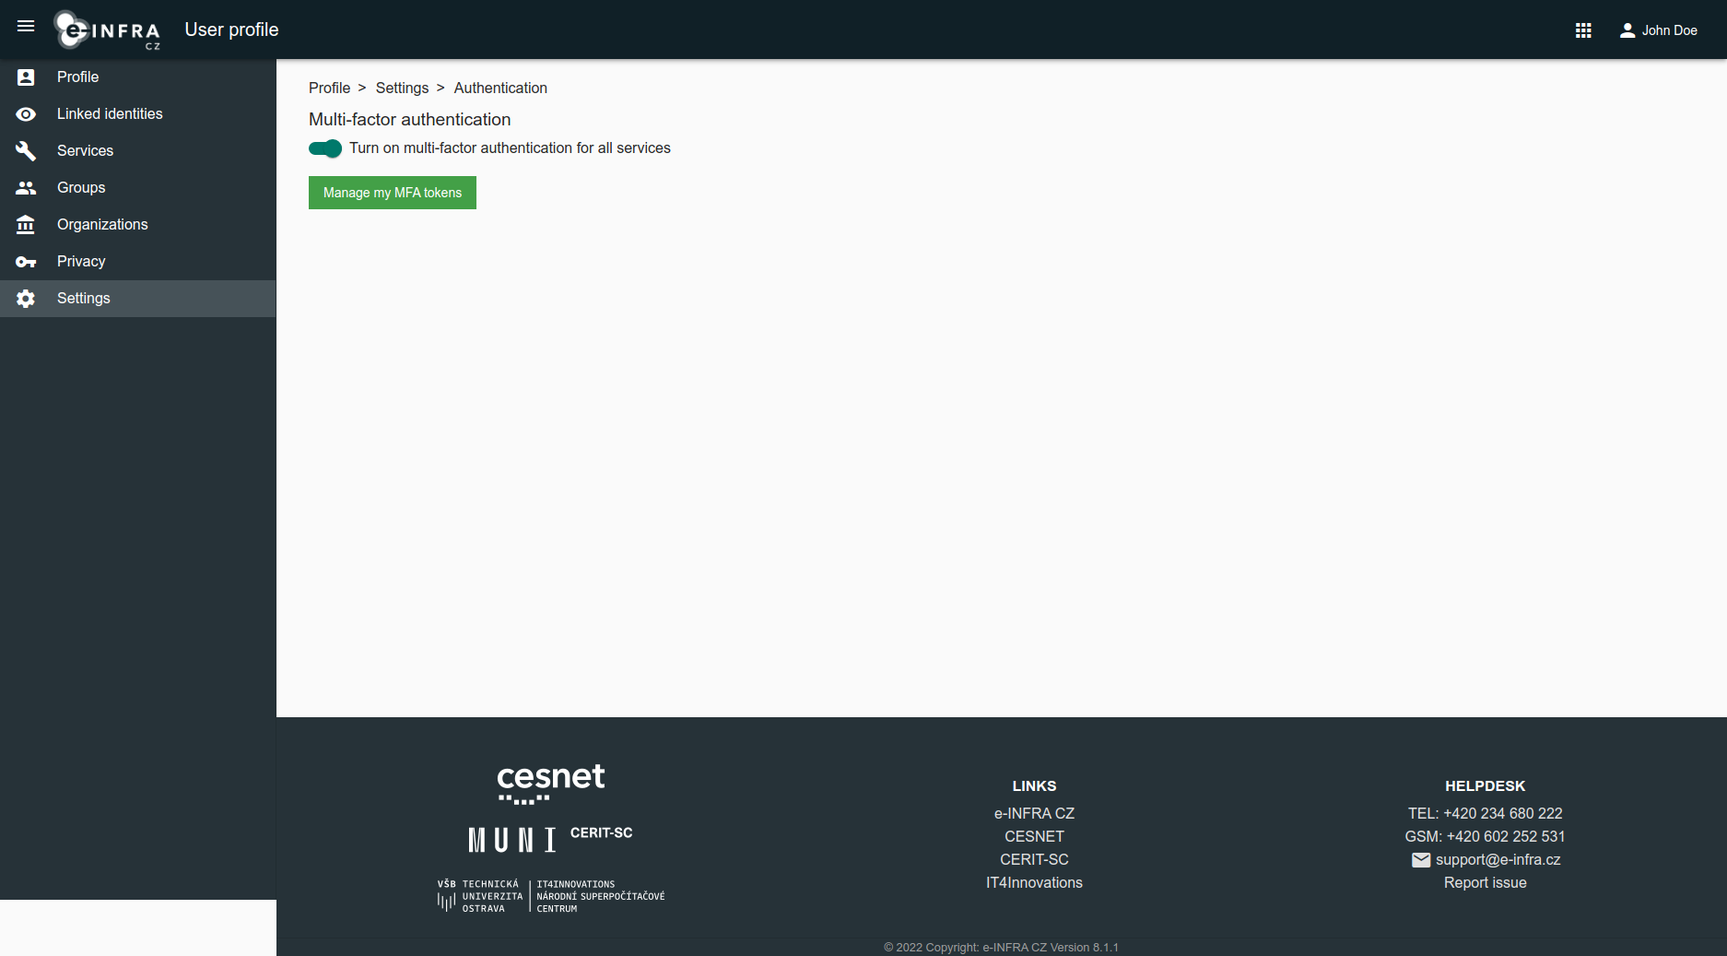 e-INFRA CZ
User profile
John Doe
Profile
Linked identities
Services
Groups
Organizations
Privacy
Settings
Profile > Settings > Authentication
Multi-factor authentication
Turn on multi-factor authentication for all services
Manage my MFA tokens
cesnet
MUNI CERIT-SC
VŠB TECHNICKÁ
UNIVERZITA
OSTRAVA
IT4INNOVATIONS
NÁRODNÍ SUPERPOČÍTAČOVÉ
CENTRUM
LINKS
e-INFRA CZ
CESNET
CERIT-SC
IT4Innovations
HELPDESK
TEL: +420 234 680 222
GSM: +420 602 252 531
support@e-infra.cz
Report issue
© 2022 Copyright: e-INFRA CZ Version 8.1.1